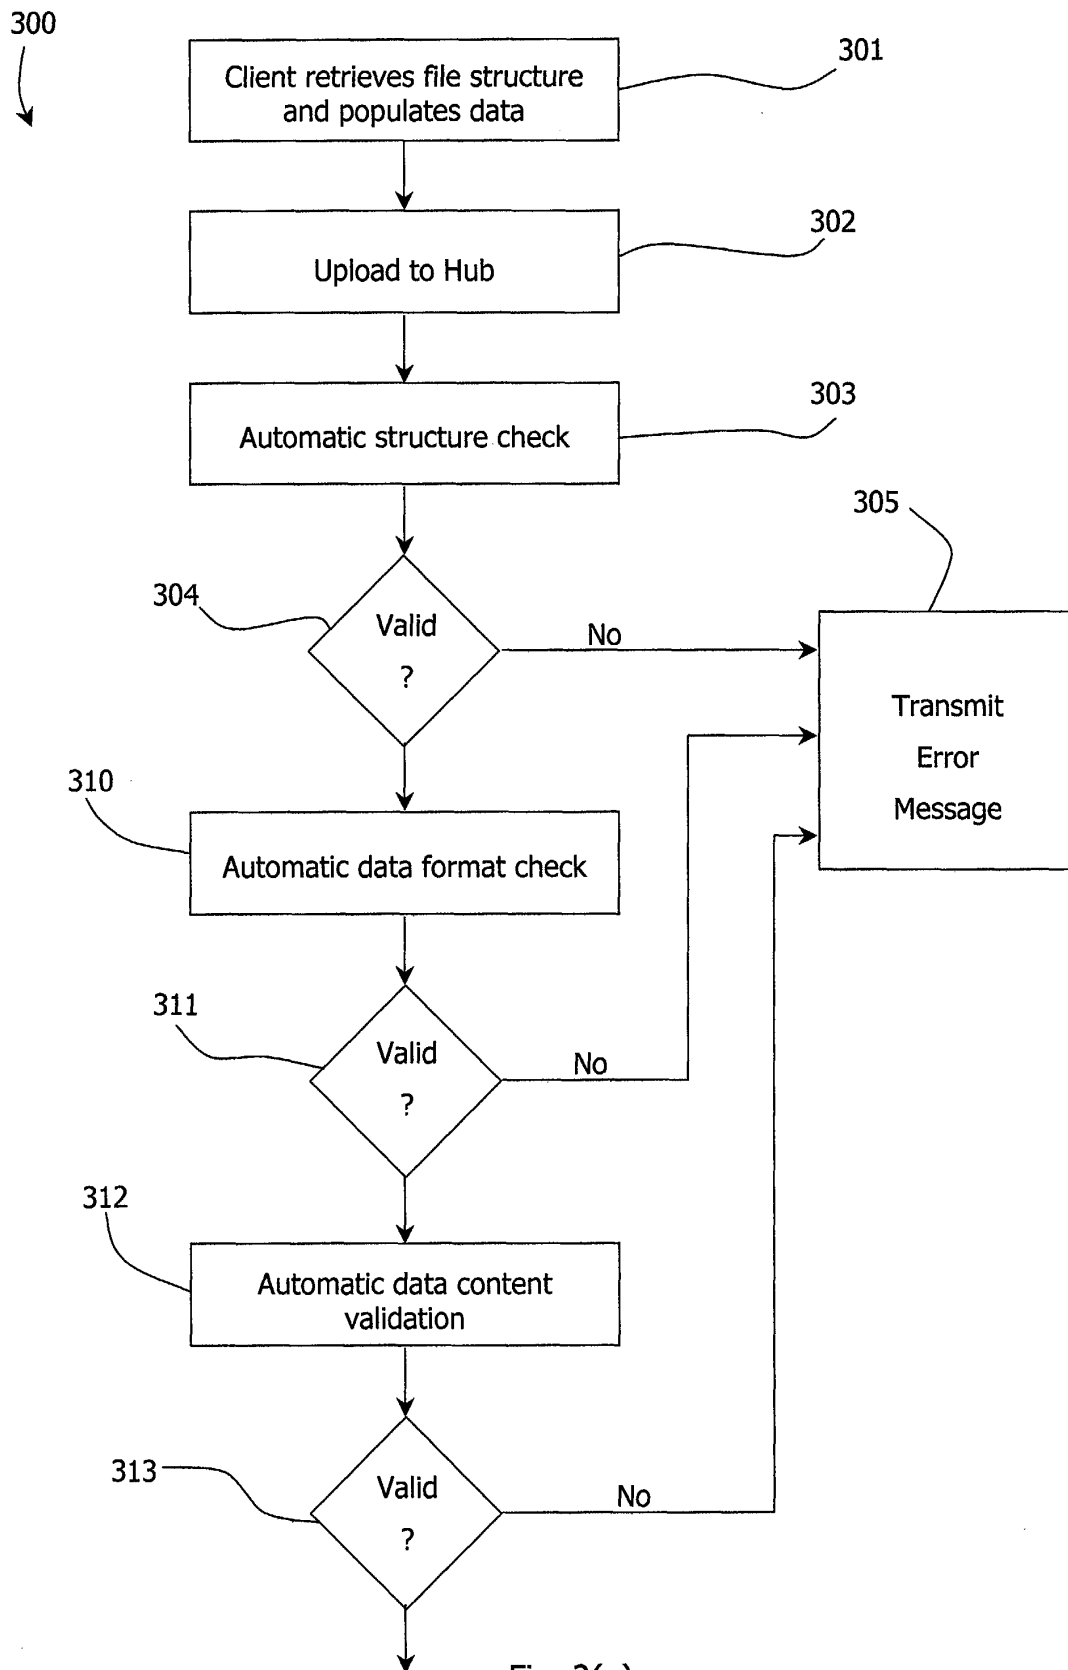 300
Client retrieves file structure
and populates data
301
Upload to Hub
302
Automatic structure check
303
304
Valid
?
No
305
Transmit
Error
Message
310
Automatic data format check
311
Valid
?
No
312
Automatic data content
validation
313
Valid
?
No